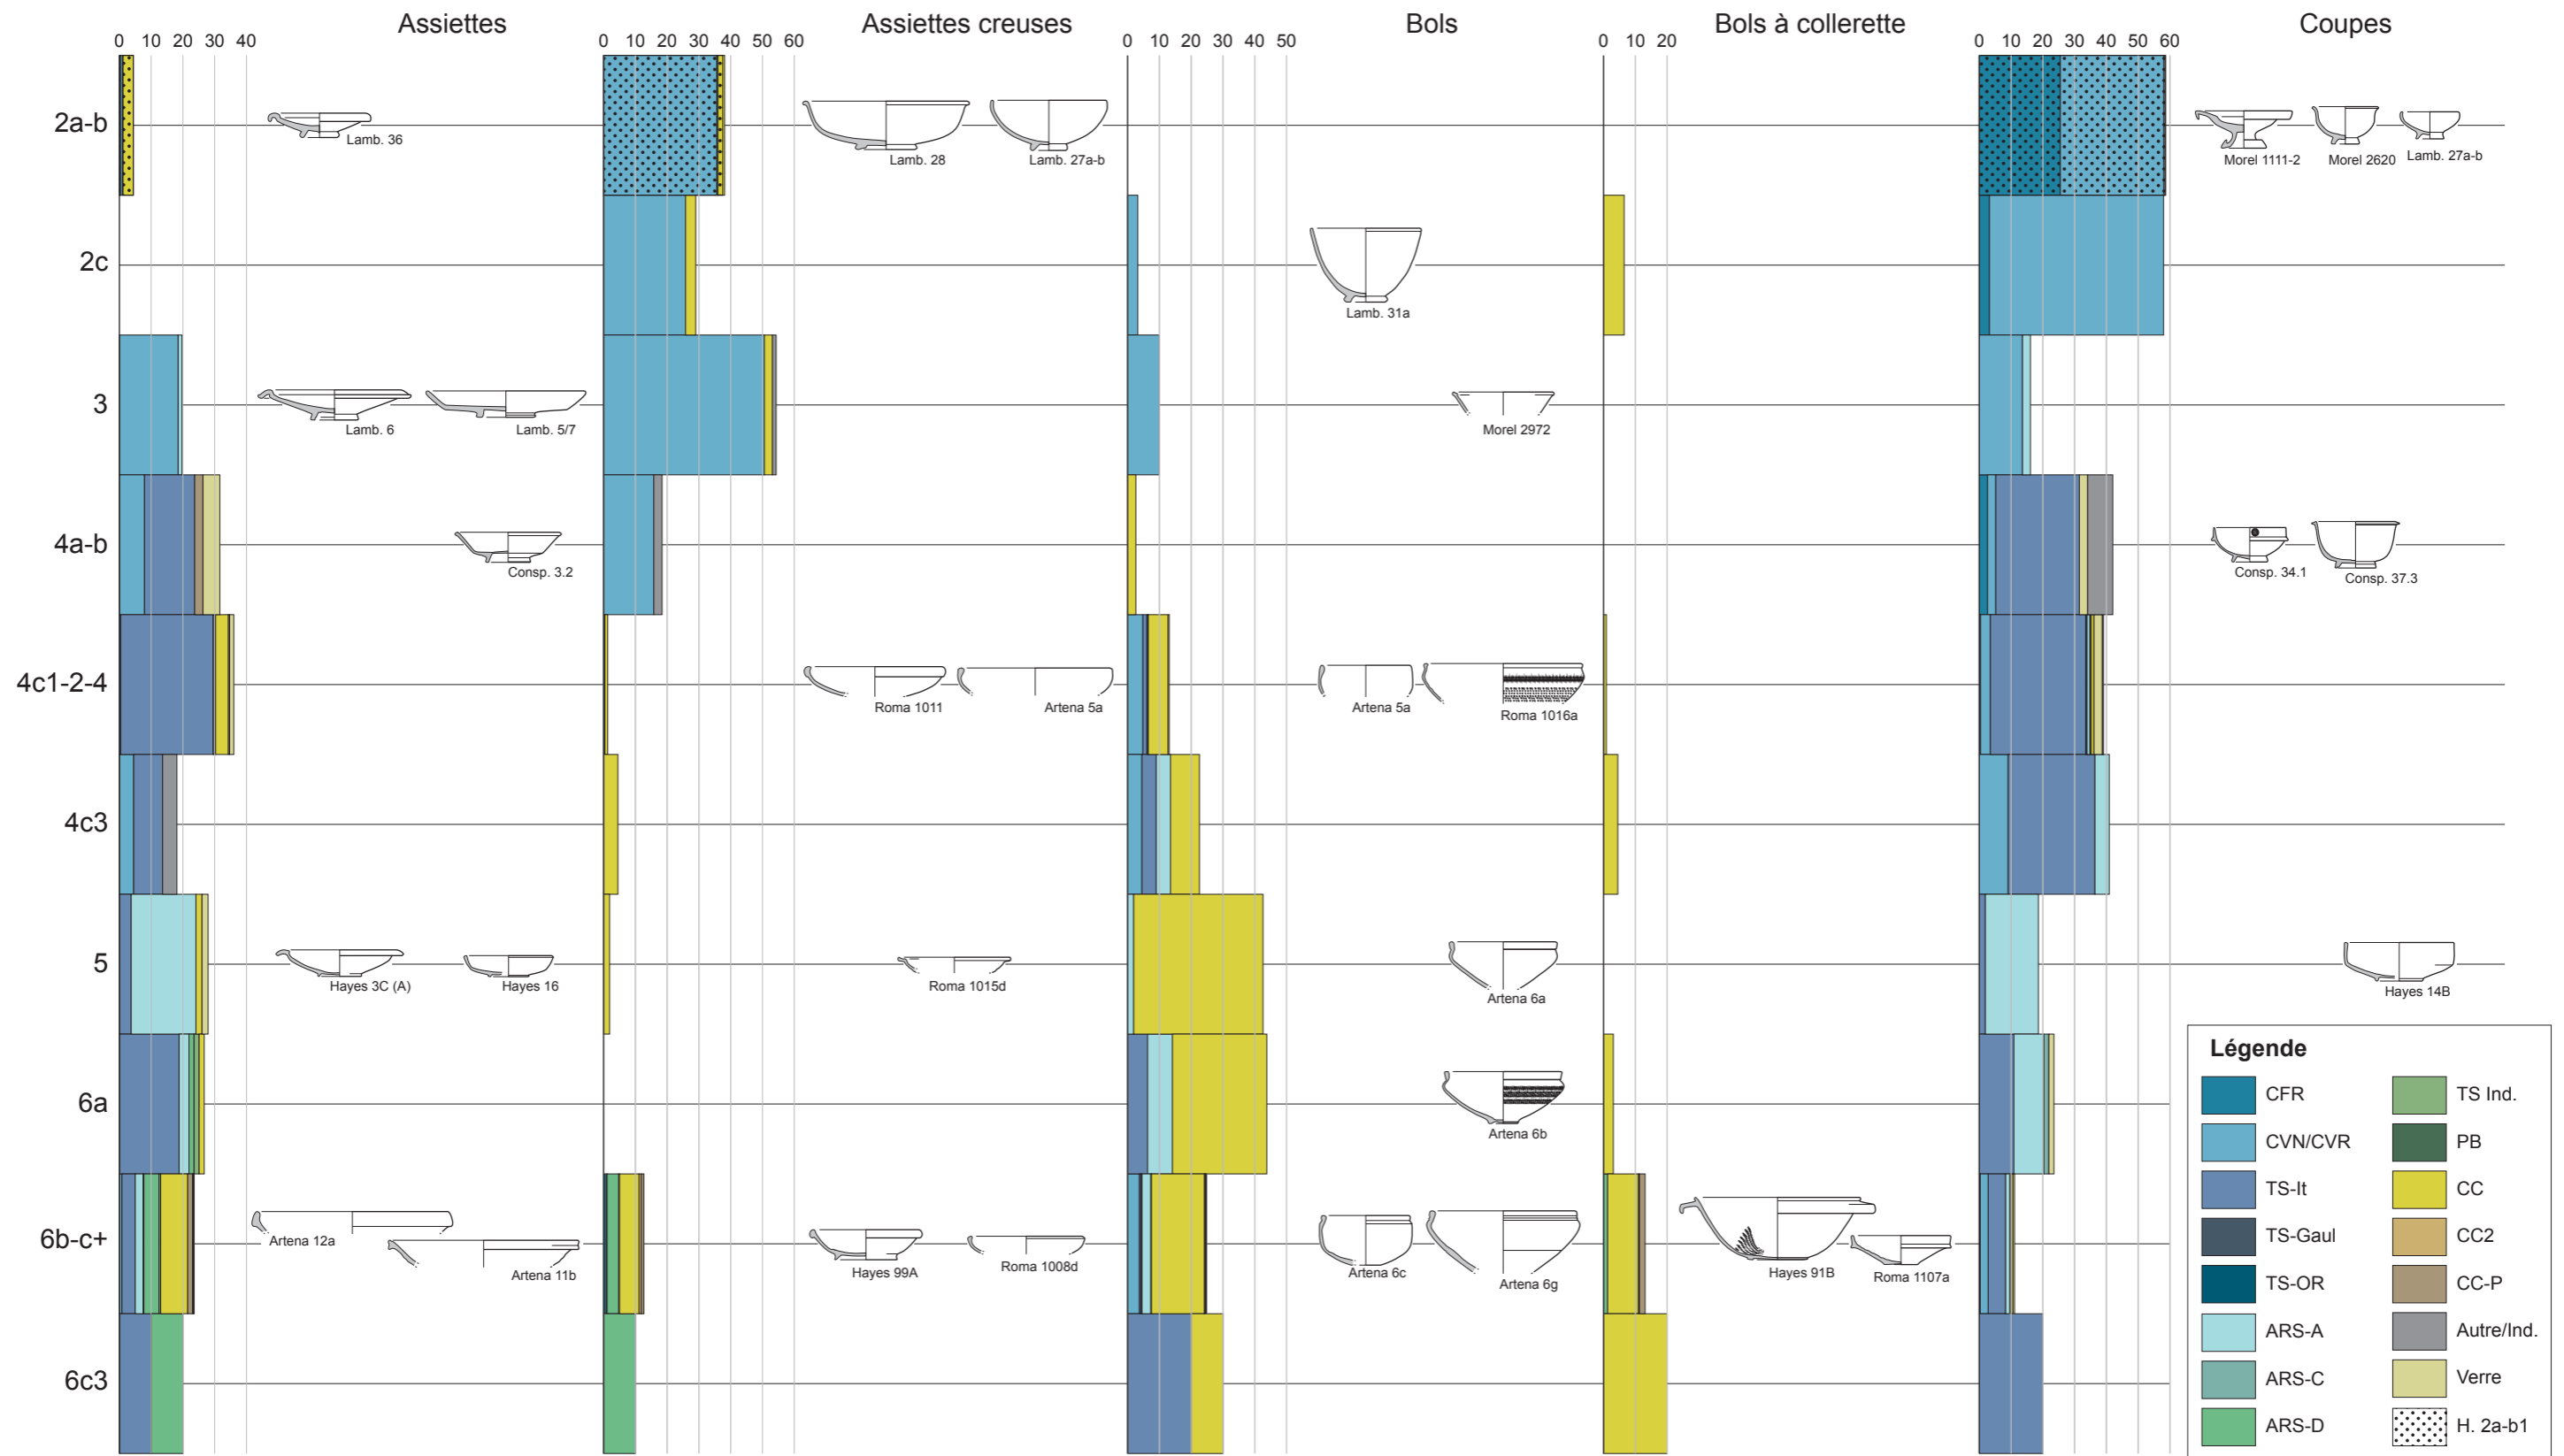 Assiettes Assiettes creuses Bols Bols à collerette Coupes
0 10 20 30 40 0 10 20 30 40 50 60 0 10 20 30 40 50 0 10 20 0 10 20 30 40 50 60
2a-b
Lamb. 36 Lamb. 28 Lamb. 27a-b Morel 1111-2 Morel 2620 Lamb. 27a-b
2c
Lamb. 31a
3
Lamb. 6 Lamb. 5/7 Morel 2972
4a-b
Consp. 3.2 Consp. 34.1 Consp. 37.3
4c1-2-4
Roma 1011 Artena 5a Artena 5a Roma 1016a
4c3
5
Hayes 3C (A) Hayes 16 Roma 1015d Artena 6a Hayes 14B
6a
Artena 6b
6b-c+
Artena 12a Artena 11b Hayes 99A Roma 1008d Artena 6c Artena 6g Hayes 91B Roma 1107a
6c3
Légende
CFR TS Ind.
CVN/CVR PB
TS-It CC
TS-Gaul CC2
TS-OR CC-P
ARS-A Autre/Ind.
ARS-C Verre
ARS-D H. 2a-b1